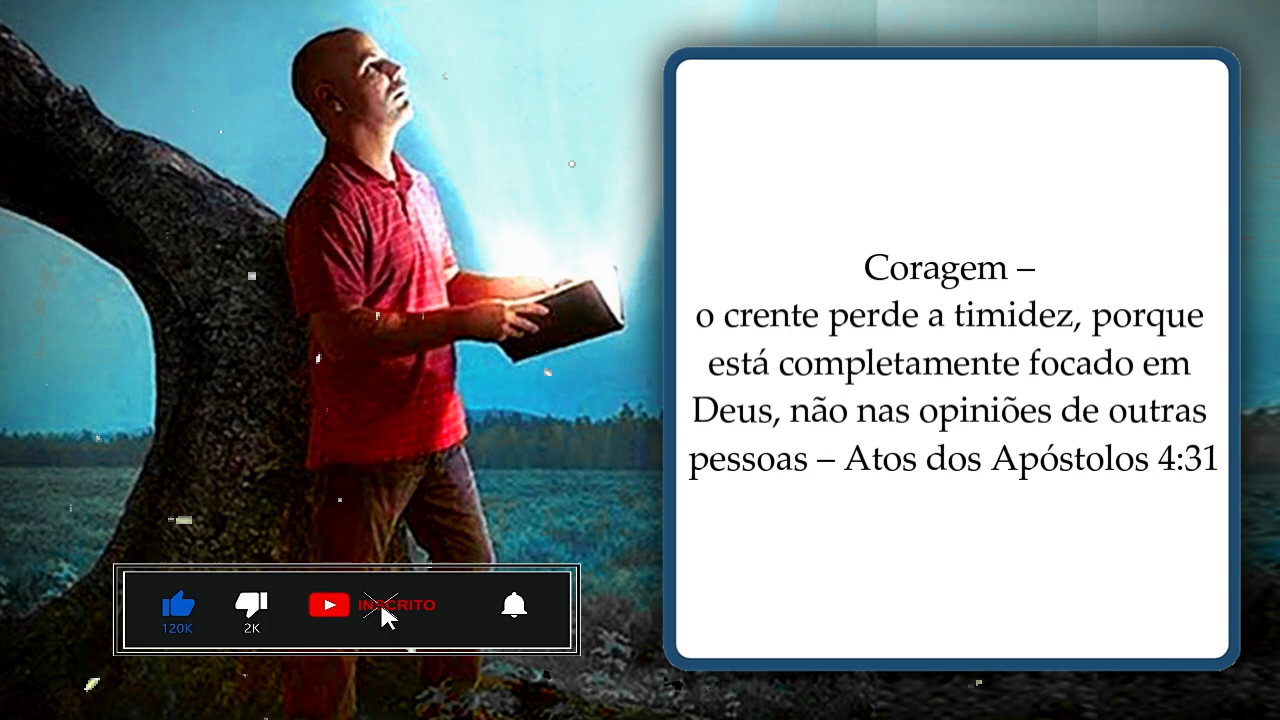 Coragem –
o crente perde a timidez, porque
está completamente focado em
Deus, não nas opiniões de outras
pessoas – Atos dos Apóstolos 4:31
120K
2K
INSCRITO